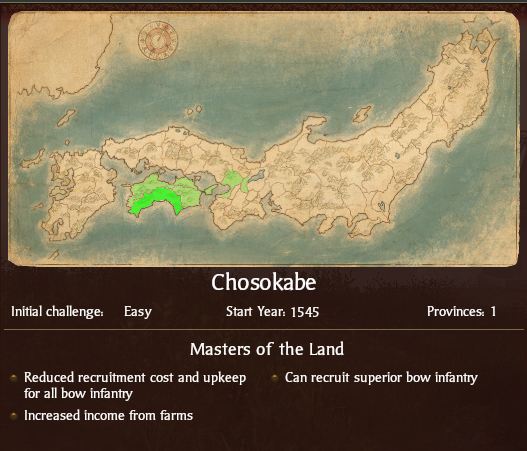 Chosokabe
Initial challenge: Easy Start Year: 1545 Provinces: 1
Masters of the Land
Reduced recruitment cost and upkeep
for all bow infantry
Increased income from farms
Can recruit superior bow infantry